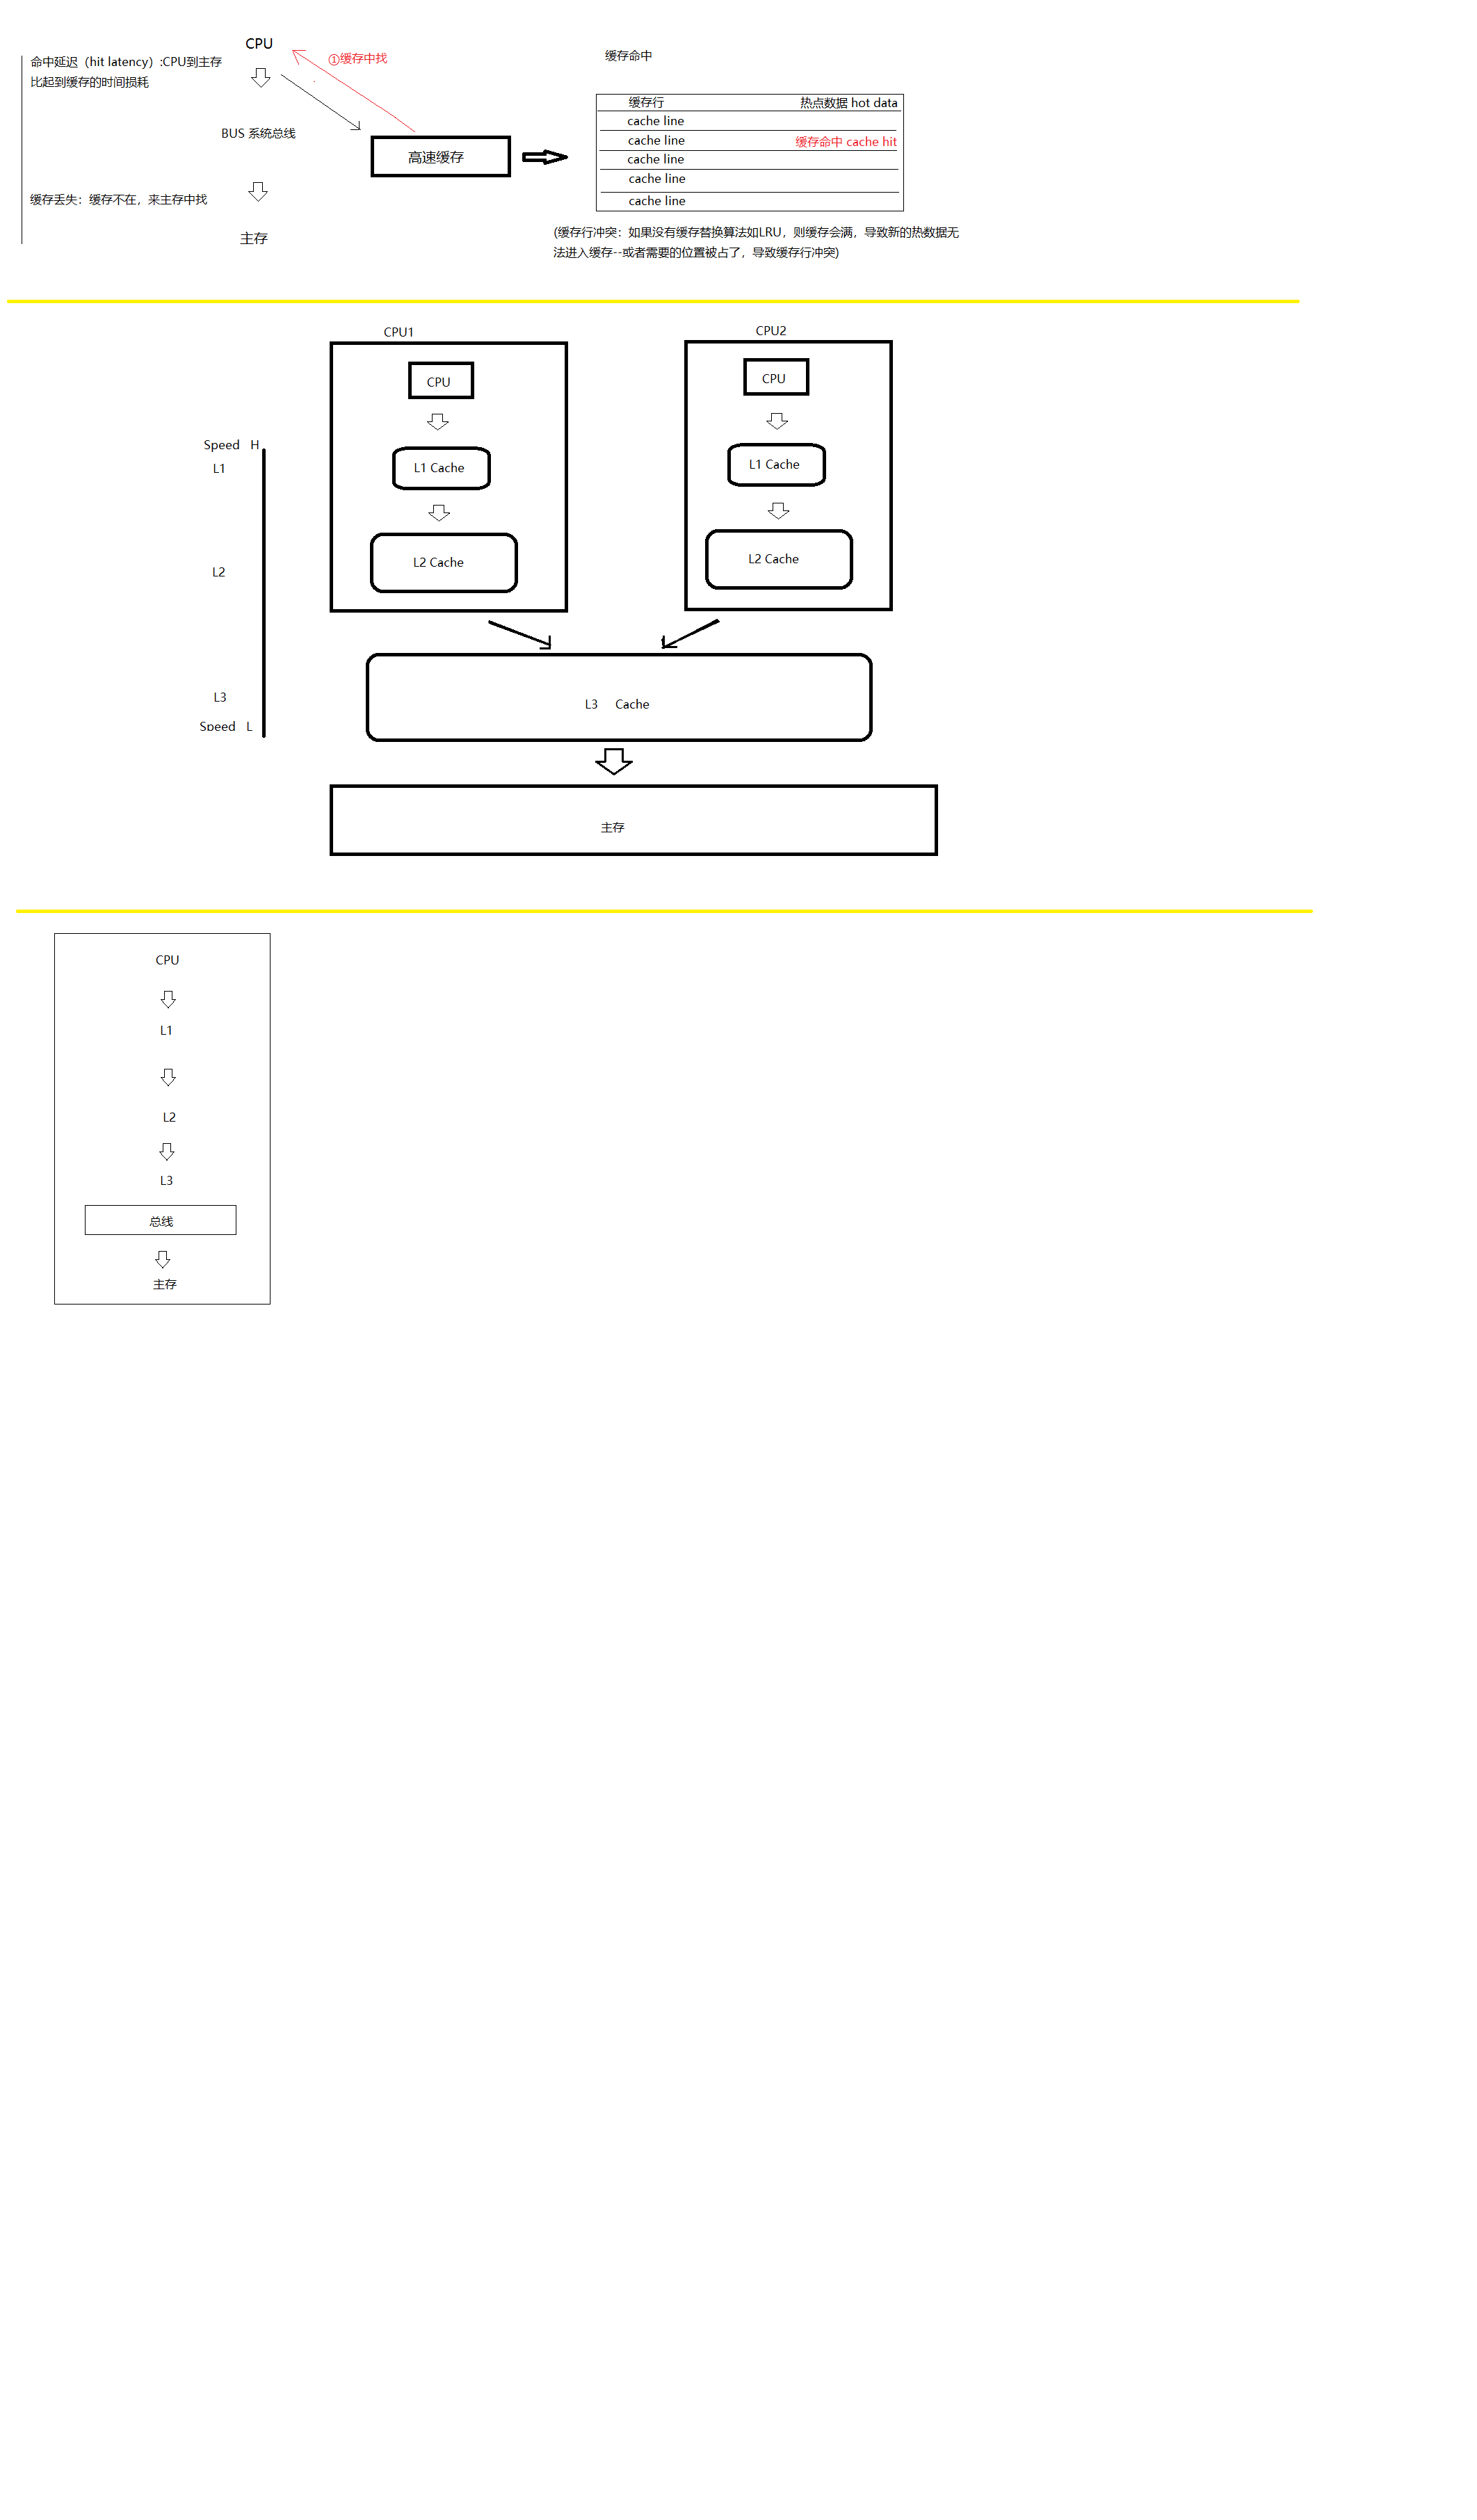 CPU
命中延迟（hit latency）:CPU到主存
比起到缓存的时间损耗
①缓存中找
BUS 系统总线
高速缓存
缓存丢失：缓存不在，来主存中找
主存
缓存命中
缓存行 热点数据 hot data
cache line
cache line 缓存命中 cache hit
cache line
cache line
cache line
(缓存行冲突：如果没有缓存替换算法如LRU，则缓存会满，导致新的热数据无
法进入缓存--或者需要的位置被占了，导致缓存行冲突)
CPU1
CPU2
CPU
CPU
Speed H
L1
L1 Cache
L1 Cache
L2
L2 Cache
L2 Cache
L3
Speed L
L3 Cache
主存
CPU
L1
L2
L3
总线
主存